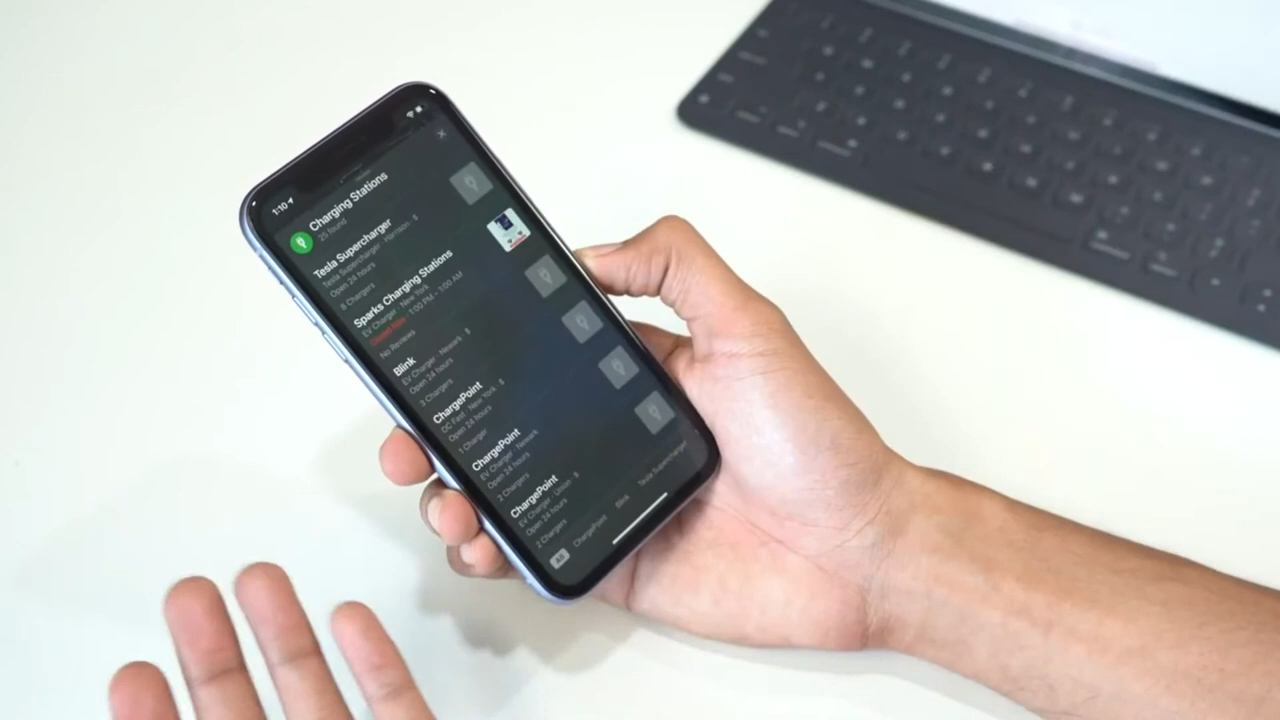 1:10
Charging Stations
25 found
Tesla Supercharger
Tesla Supercharger · Harrison · $
Open 24 hours
8 Chargers
Sparks Charging Stations
EV Charger · New York
Closed Now 1:00 PM – 1:00 AM
No Reviews
Blink
EV Charger · Newark · $
Open 24 hours
3 Chargers
ChargePoint
DC Fast · New York · $
Open 24 hours
1 Charger
ChargePoint
EV Charger · Newark
Open 24 hours
2 Chargers
ChargePoint
EV Charger · Union · $
Open 24 hours
2 Chargers
All ChargePoint Blink Tesla Supercharger